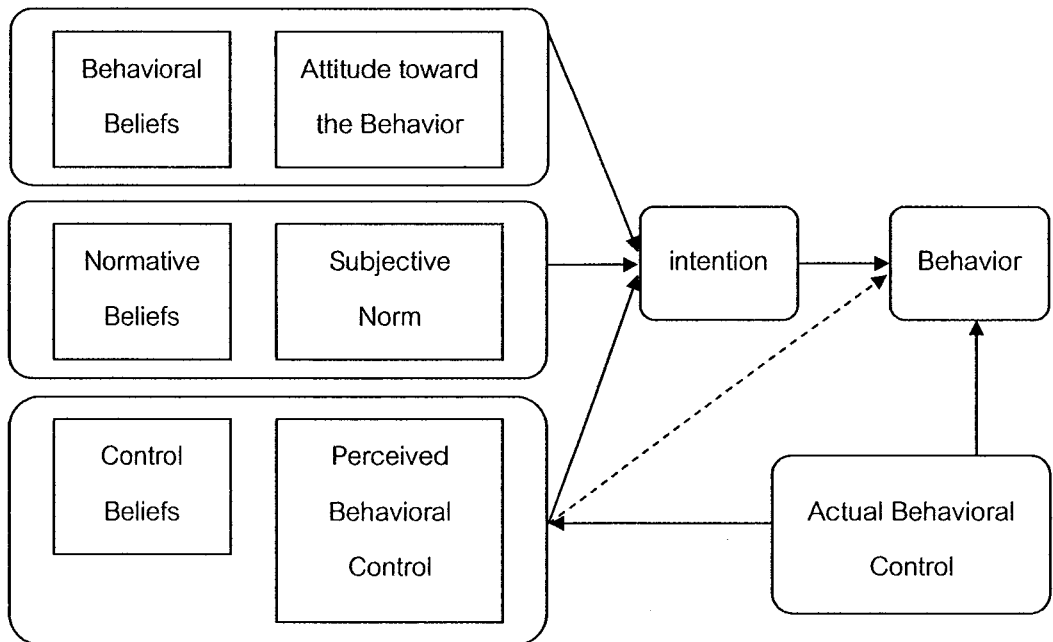 Behavioral
Beliefs
Attitude toward
the Behavior
Normative
Beliefs
Subjective
Norm
intention
Behavior
Control
Beliefs
Perceived
Behavioral
Control
Actual Behavioral
Control